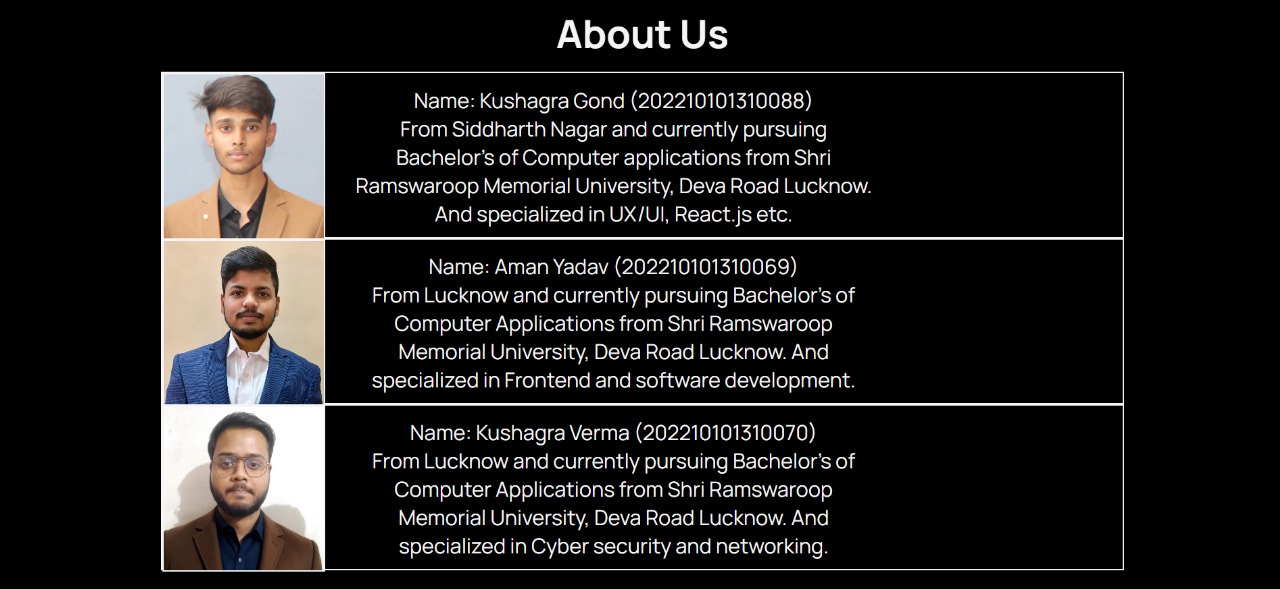 About Us
Name: Kushagra Gond (202210101310088)
From Siddharth Nagar and currently pursuing
Bachelor's of Computer applications from Shri
Ramswaroop Memorial University, Deva Road Lucknow.
And specialized in UX/UI, React.js etc.
Name: Aman Yadav (202210101310069)
From Lucknow and currently pursuing Bachelor's of
Computer Applications from Shri Ramswaroop
Memorial University, Deva Road Lucknow. And
specialized in Frontend and software development.
Name: Kushagra Verma (202210101310070)
From Lucknow and currently pursuing Bachelor's of
Computer Applications from Shri Ramswaroop
Memorial University, Deva Road Lucknow. And
specialized in Cyber security and networking.